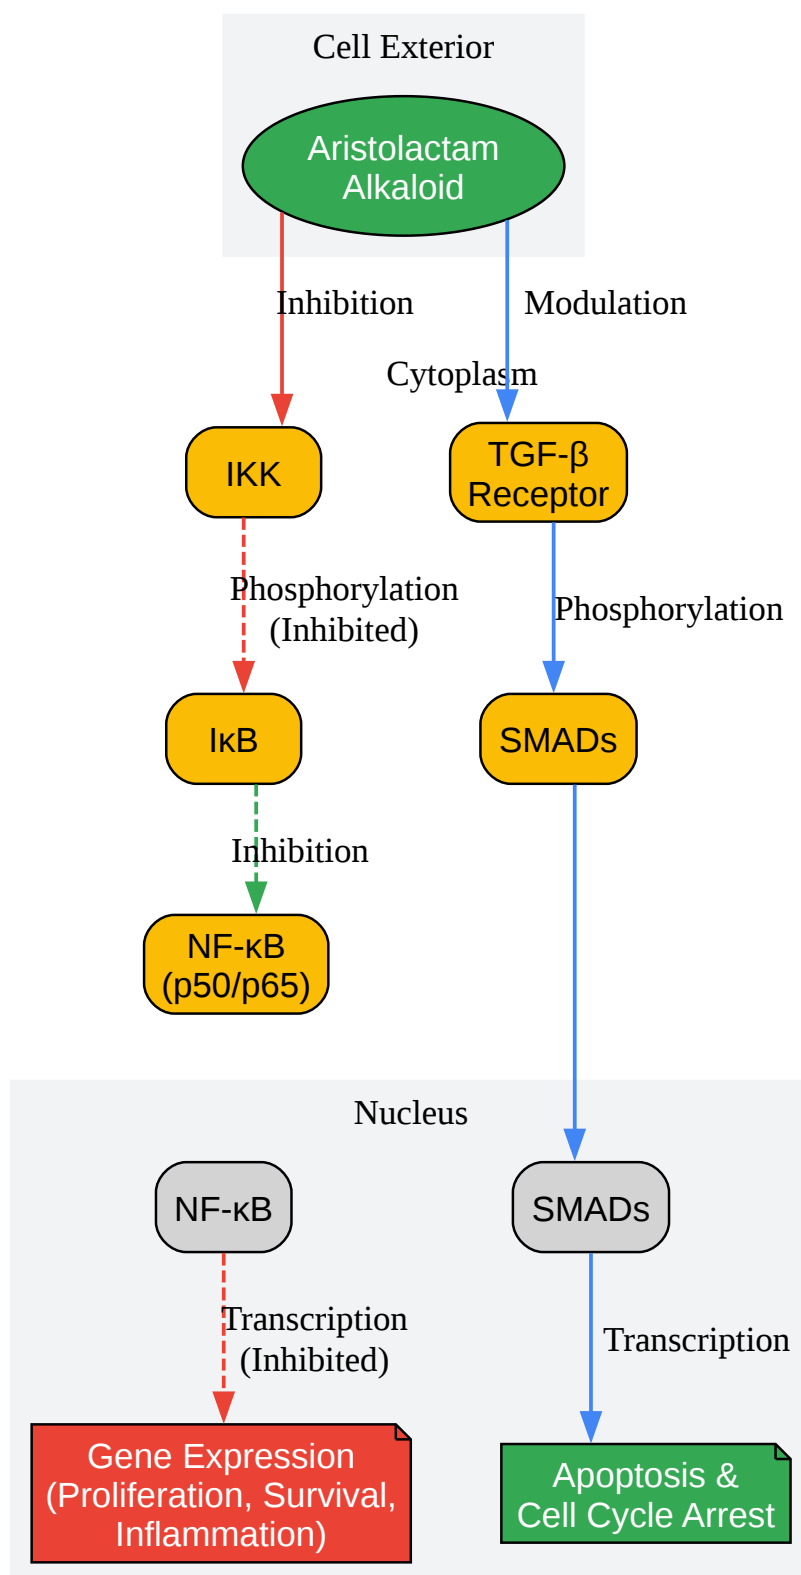 Cell Exterior
Aristolactam
Alkaloid
Inhibition
Modulation
Cytoplasm
IKK
TGF-β
Receptor
Phosphorylation
(Inhibited)
Phosphorylation
IκB
SMADs
Inhibition
NF-κB
(p50/p65)
Nucleus
NF-κB
SMADs
Transcription
(Inhibited)
Transcription
Gene Expression
(Proliferation, Survival,
Inflammation)
Apoptosis &
Cell Cycle Arrest